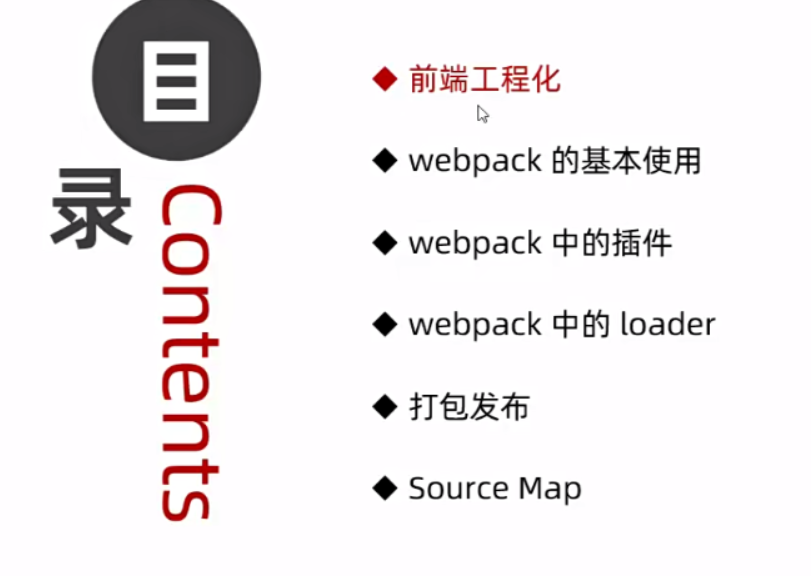 目
录
Contents
前端工程化
webpack 的基本使用
webpack 中的插件
webpack 中的 loader
打包发布
Source Map